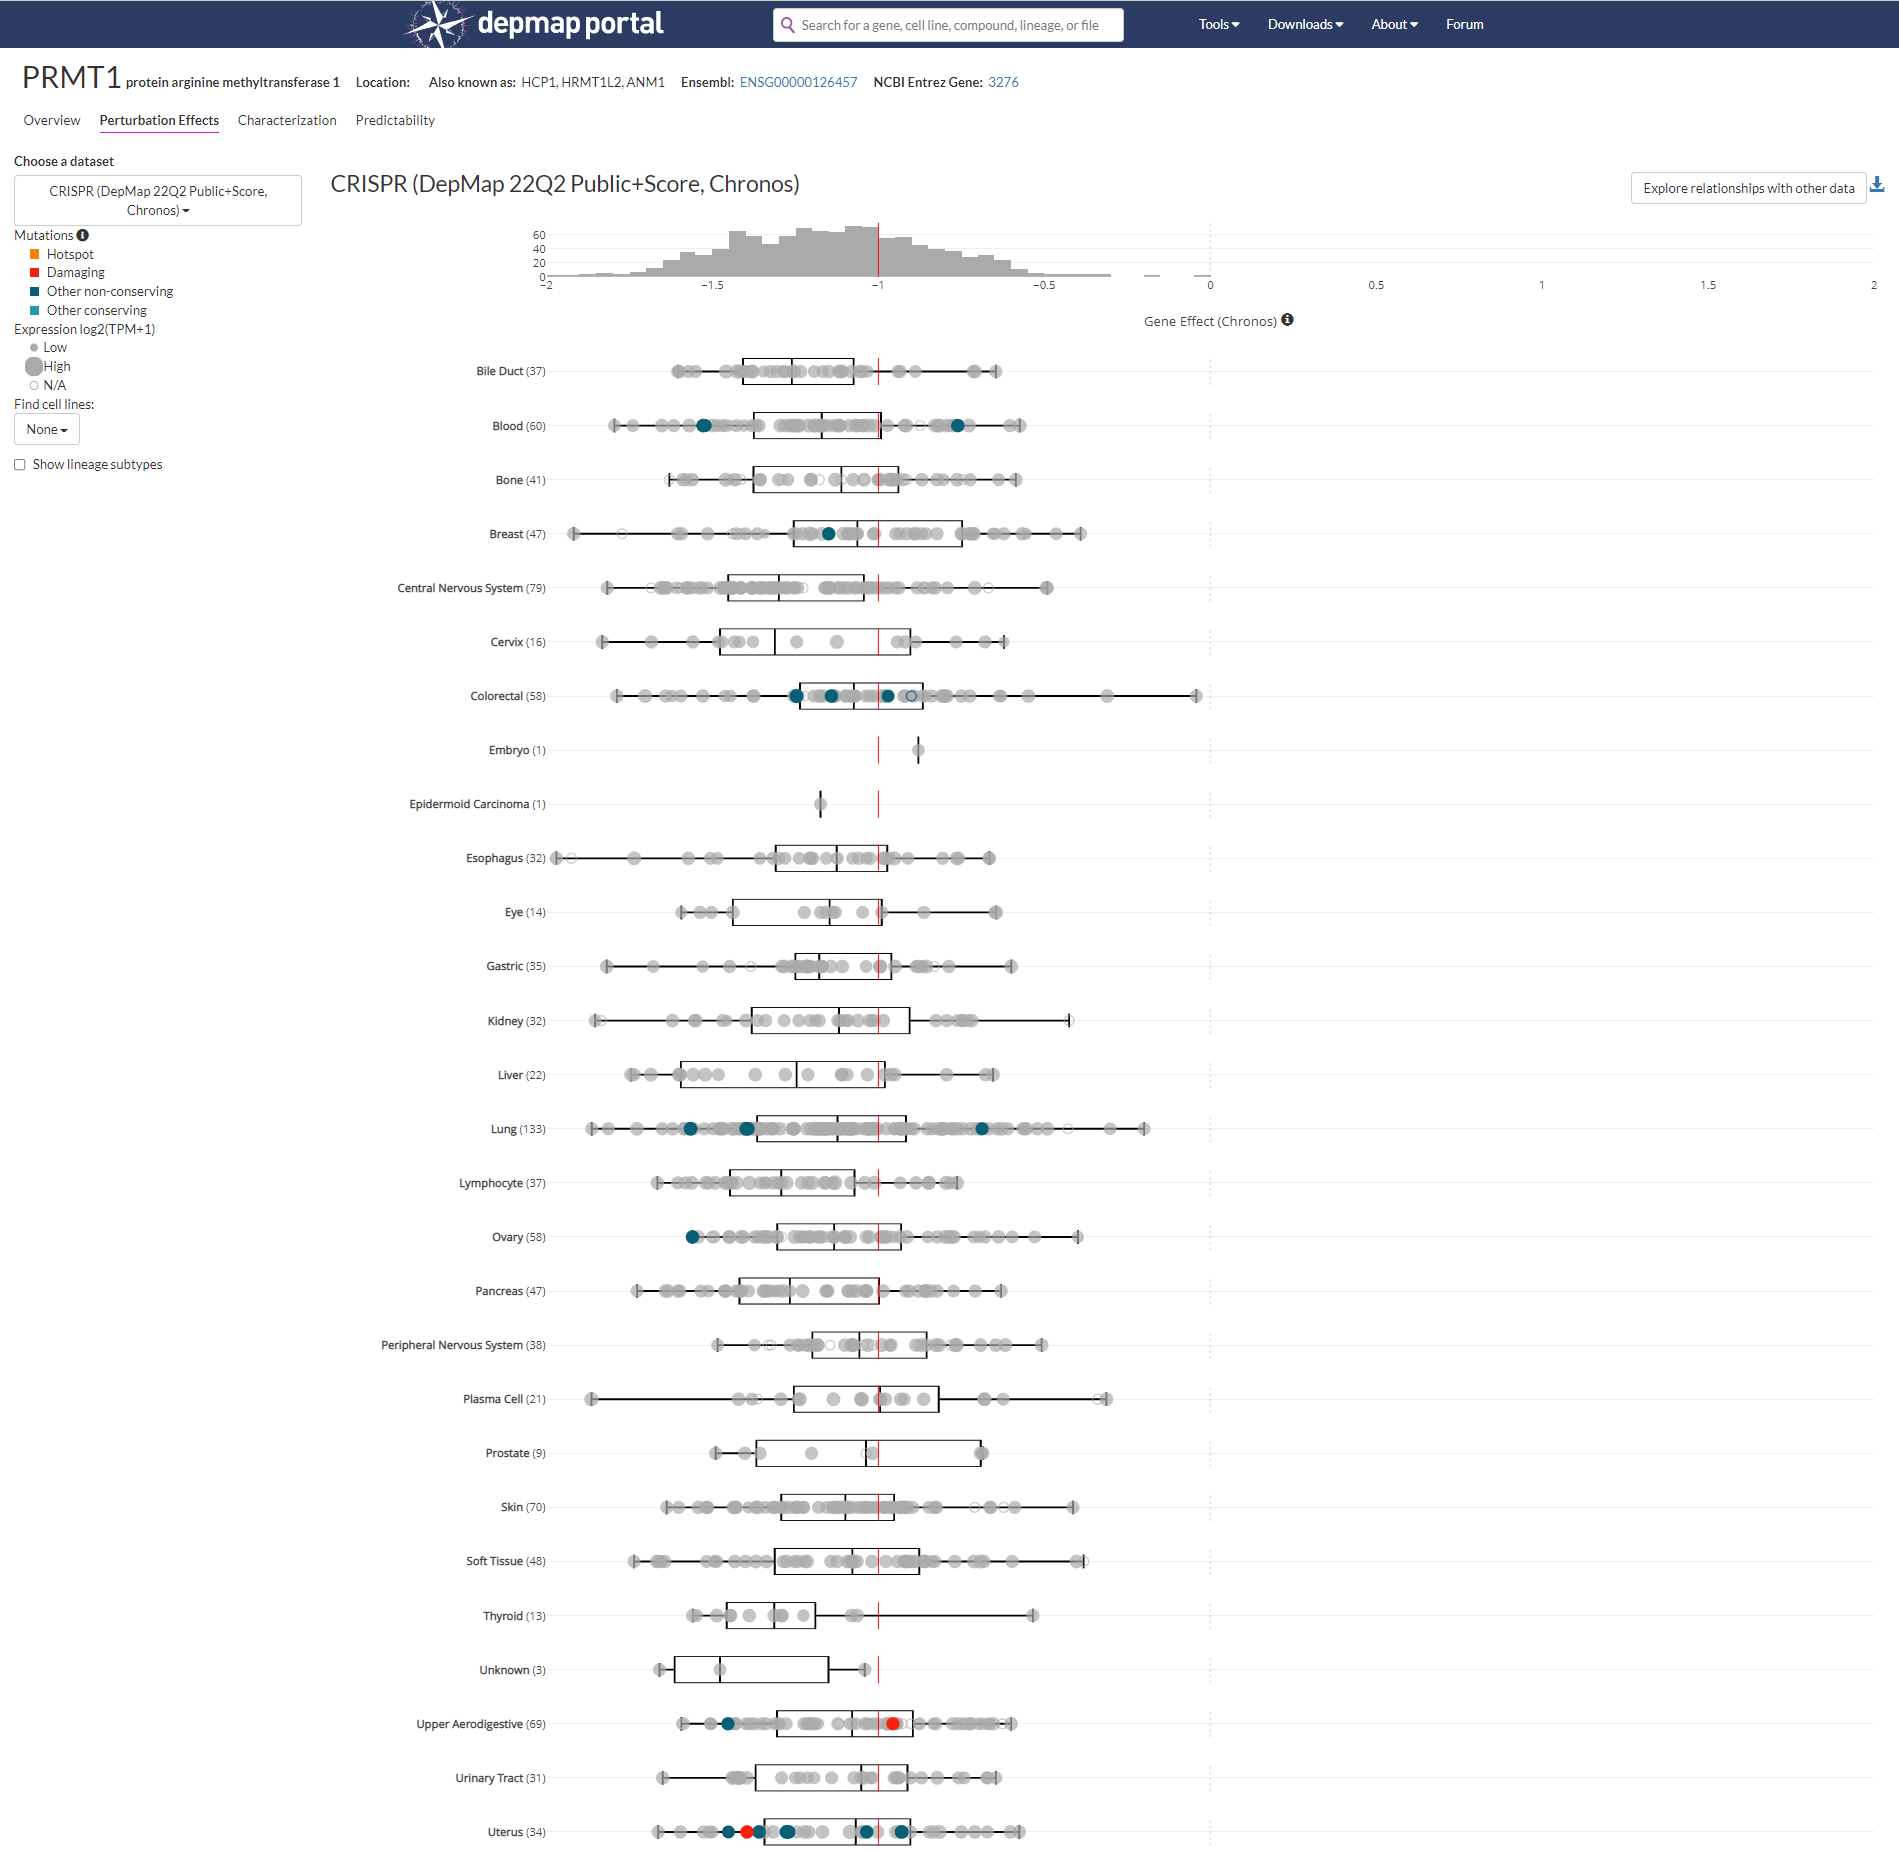 depmap portal
Search for a gene, cell line, compound, lineage, or file
Tools Downloads About Forum
PRMT1 protein arginine methyltransferase 1 Location: Also known as: HCP1, HRMT1L2, ANM1 Ensembl: ENSG00000126457 NCBI Entrez Gene: 3276
Overview Perturbation Effects Characterization Predictability
Choose a dataset
CRISPR (DepMap 22Q2 Public+Score,
Chronos)
Mutations
Hotspot
Damaging
Other non-conserving
Other conserving
Expression log2(TPM+1)
Low
High
N/A
Find cell lines:
None
Show lineage subtypes
CRISPR (DepMap 22Q2 Public+Score, Chronos)
Explore relationships with other data
60
40
20
0
−2 −1.5 −1 −0.5 0 0.5 1 1.5 2
Gene Effect (Chronos)
Bile Duct (37)
Blood (60)
Bone (41)
Breast (47)
Central Nervous System (79)
Cervix (16)
Colorectal (58)
Embryo (1)
Epidermoid Carcinoma (1)
Esophagus (32)
Eye (14)
Gastric (35)
Kidney (32)
Liver (22)
Lung (133)
Lymphocyte (37)
Ovary (58)
Pancreas (47)
Peripheral Nervous System (38)
Plasma Cell (21)
Prostate (9)
Skin (70)
Soft Tissue (48)
Thyroid (13)
Unknown (3)
Upper Aerodigestive (69)
Urinary Tract (31)
Uterus (34)